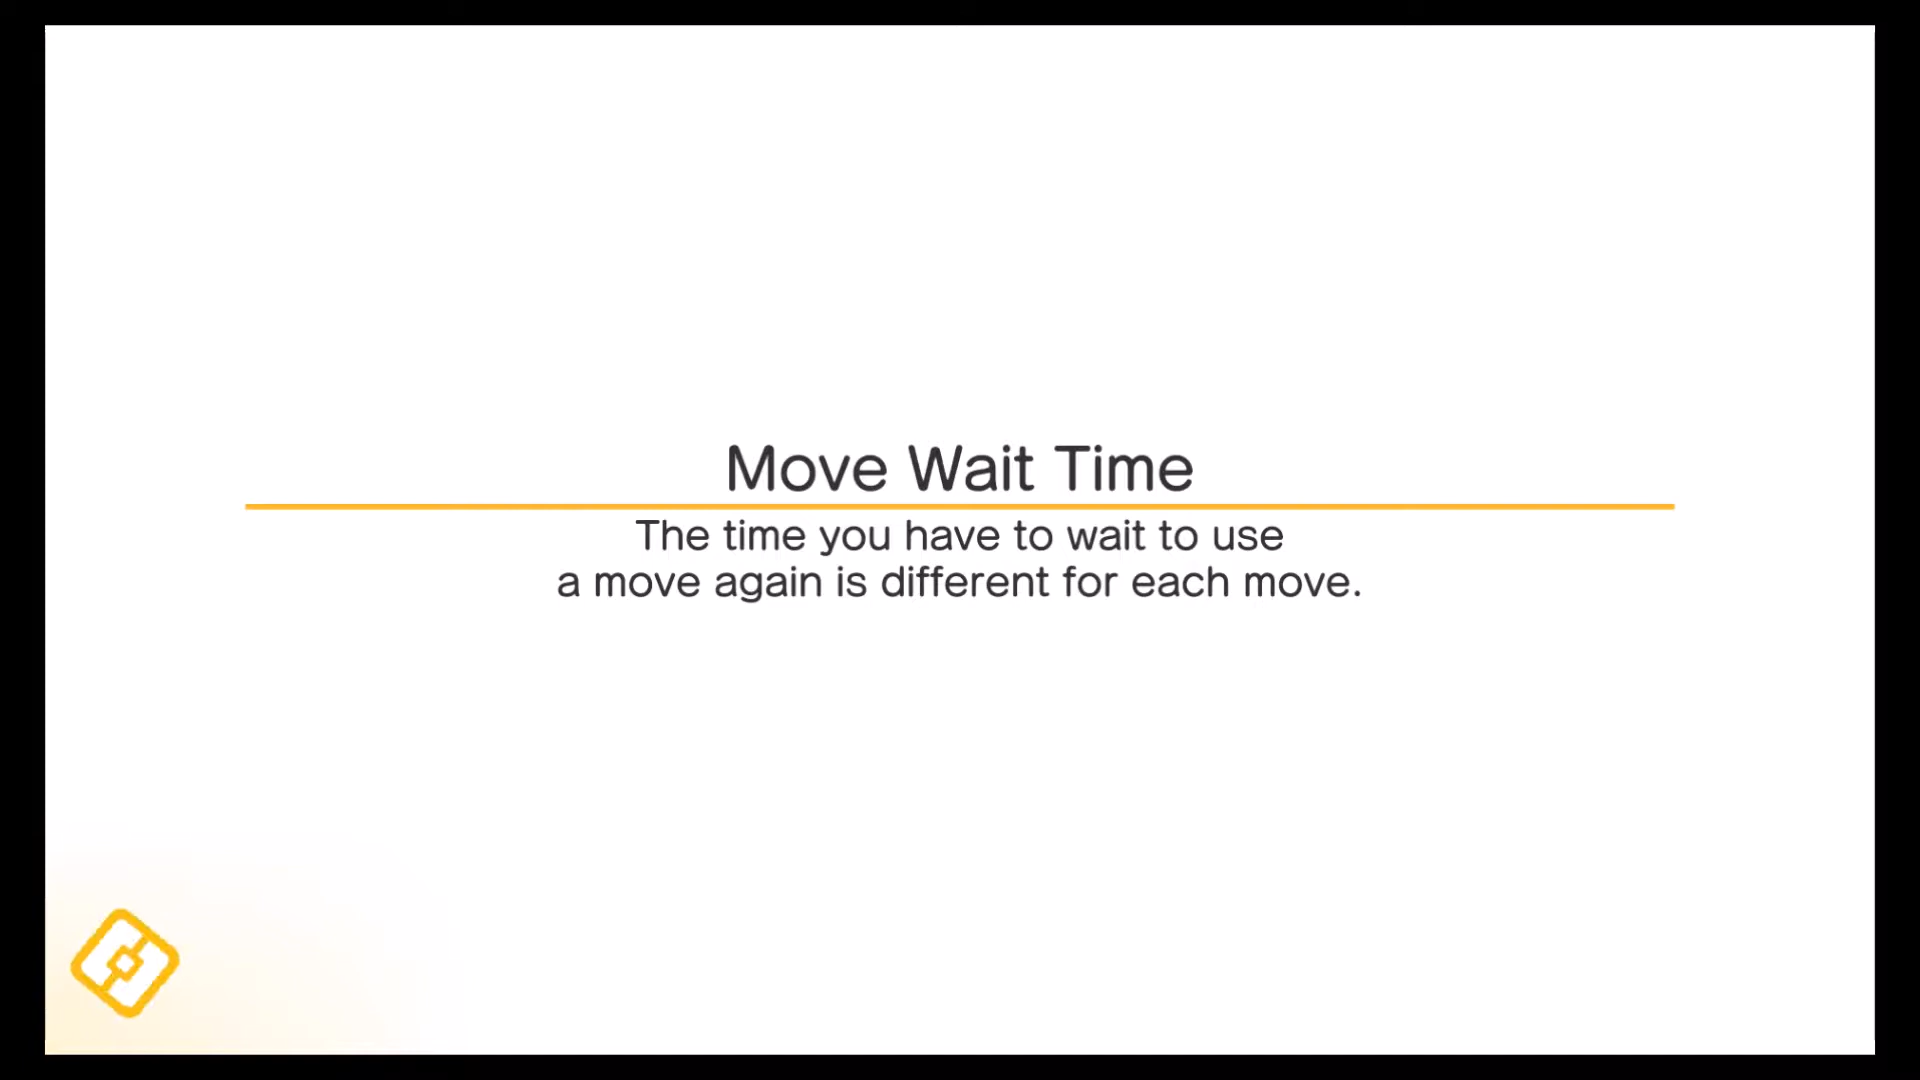 Move Wait Time
The time you have to wait to use
a move again is different for each move.